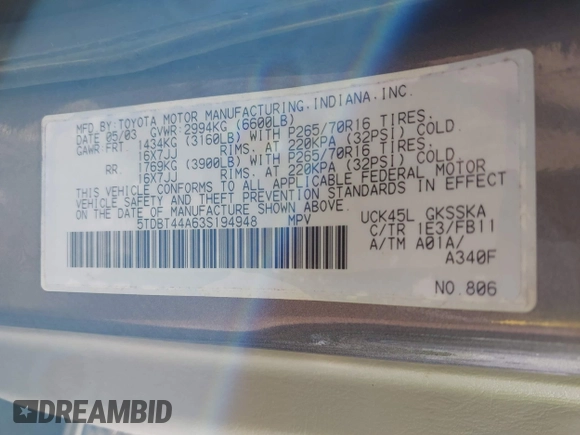 MFD.BY:TOYOTA MOTOR MANUFACTURING,INDIANA,INC.
DATE 05/03 GVWR 2994KG (6600LB)
GAWR FRT 1434KG (3160LB) WITH P265/70R16 TIRES.
16X7JJ RIMS. AT 220KPA (32PSI) COLD
RR. 1769KG (3900LB) WITH P265/70R16 TIRES.
16X7JJ RIMS. AT 220KPA (32PSI) COLD.
THIS VEHICLE CONFORMS TO ALL APPLICABLE FEDERAL MOTOR
VEHICLE SAFETY AND THEFT PREVENTION STANDARDS IN EFFECT
ON THE DATE OF MANUFACTURE SHOWN ABOVE.
5TDBT44A63S194948 MPV
UCK45L GKSSKA
C/TR 1E3/FB11
A/TM A01A/
A340F
NO.806
DREAMBID